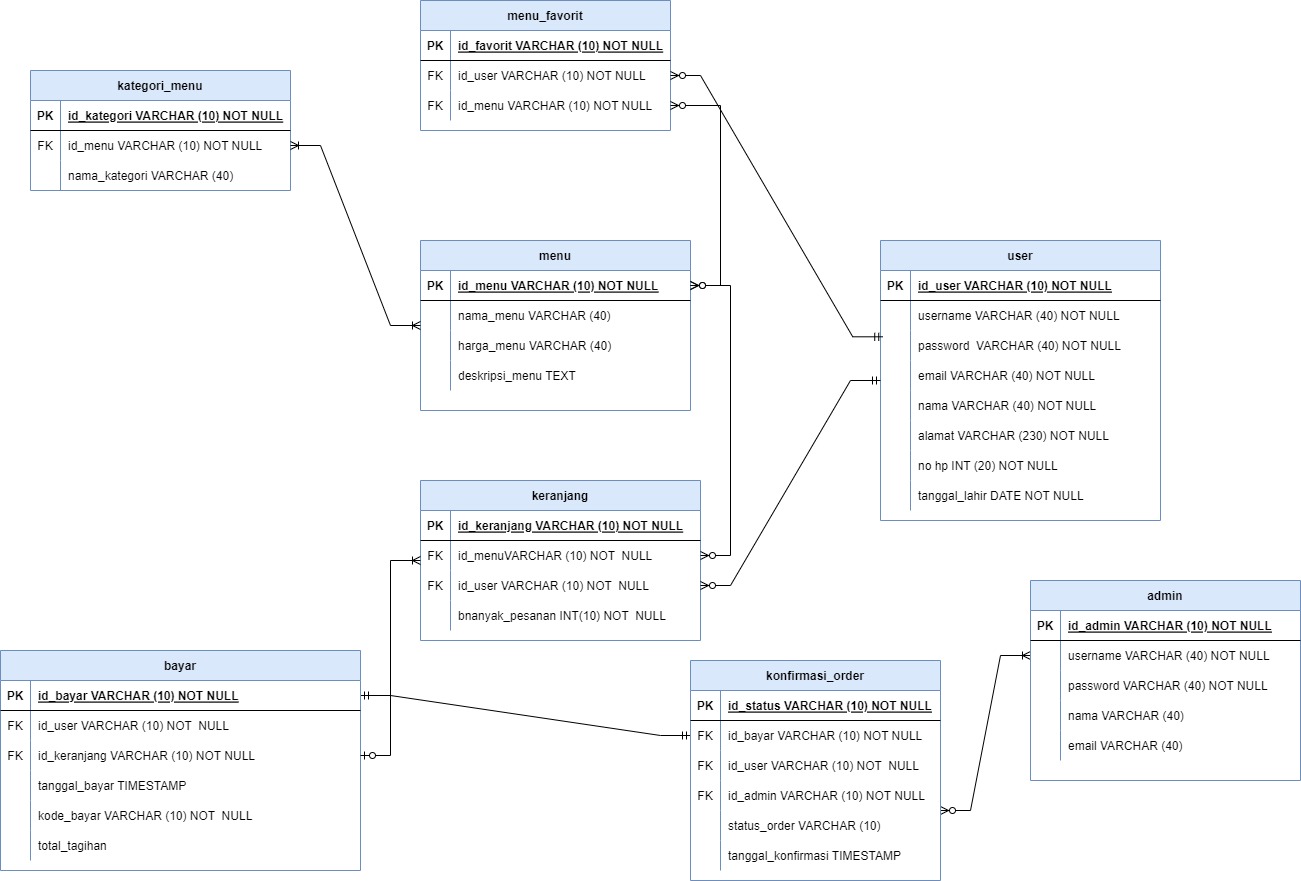 menu_favorit
PK id_favorit VARCHAR (10) NOT NULL
FK id_user VARCHAR (10) NOT NULL
FK id_menu VARCHAR (10) NOT NULL
kategori_menu
PK id_kategori VARCHAR (10) NOT NULL
FK id_menu VARCHAR (10) NOT NULL
nama_kategori VARCHAR (40)
menu
PK id_menu VARCHAR (10) NOT NULL
nama_menu VARCHAR (40)
harga_menu VARCHAR (40)
deskripsi_menu TEXT
user
PK id_user VARCHAR (10) NOT NULL
username VARCHAR (40) NOT NULL
password  VARCHAR (40) NOT NULL
email VARCHAR (40) NOT NULL
nama VARCHAR (40) NOT NULL
alamat VARCHAR (230) NOT NULL
no hp INT (20) NOT NULL
tanggal_lahir DATE NOT NULL
keranjang
PK id_keranjang VARCHAR (10) NOT NULL
FK id_menuVARCHAR (10) NOT  NULL
FK id_user VARCHAR (10) NOT  NULL
bnanyak_pesanan INT(10) NOT  NULL
admin
PK id_admin VARCHAR (10) NOT NULL
username VARCHAR (40) NOT NULL
password VARCHAR (40) NOT NULL
nama VARCHAR (40)
email VARCHAR (40)
bayar
PK id_bayar VARCHAR (10) NOT NULL
FK id_user VARCHAR (10) NOT  NULL
FK id_keranjang VARCHAR (10) NOT NULL
tanggal_bayar TIMESTAMP
kode_bayar VARCHAR (10) NOT  NULL
total_tagihan
konfirmasi_order
PK id_status VARCHAR (10) NOT NULL
FK id_bayar VARCHAR (10) NOT NULL
FK id_user VARCHAR (10) NOT  NULL
FK id_admin VARCHAR (10) NOT NULL
status_order VARCHAR (10)
tanggal_konfirmasi TIMESTAMP